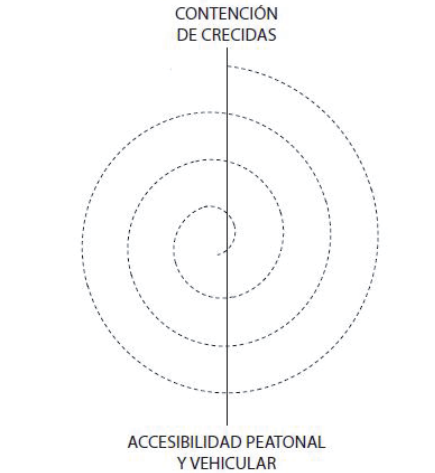 CONTENCIÓN
DE CRECIDAS
ACCESIBILIDAD PEATONAL
Y VEHICULAR